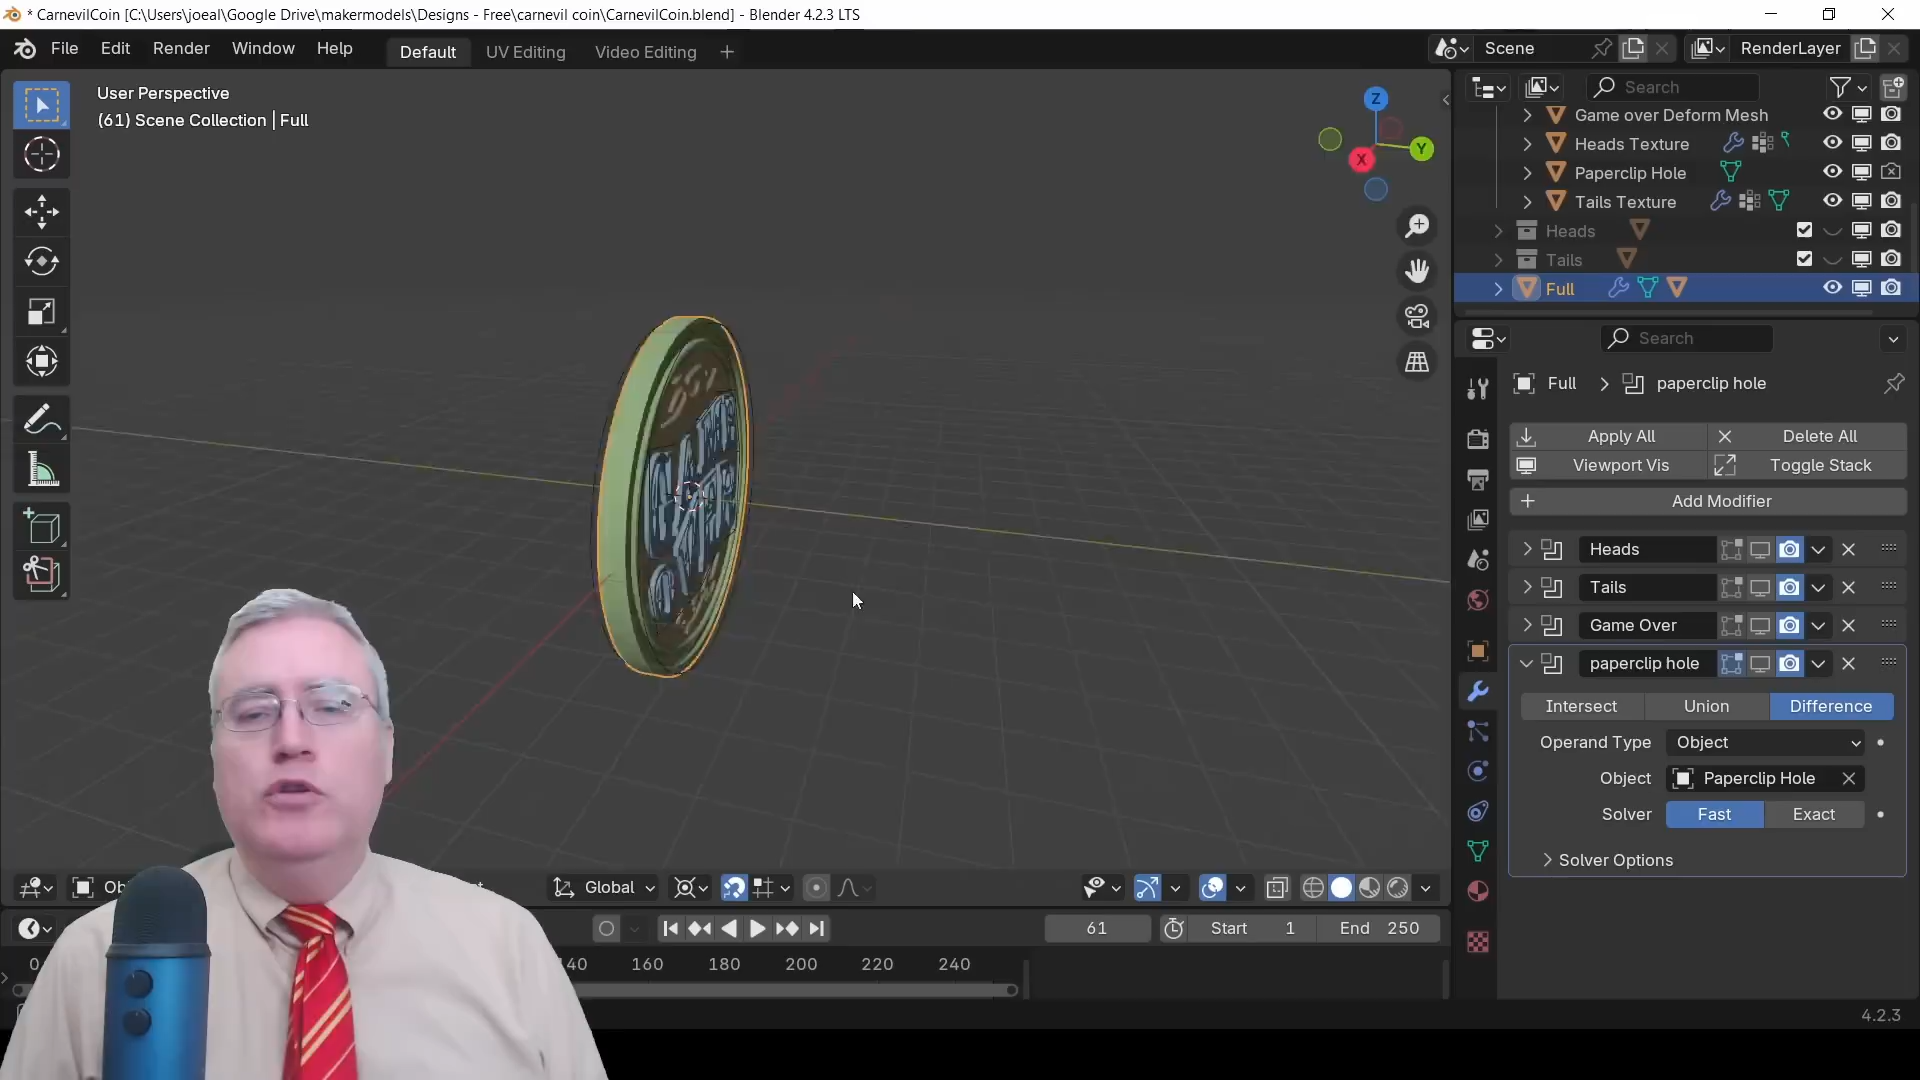 * CarnevilCoin [C:\Users\joeal\Google Drive\makermodels\Designs - Free\carnevil coin\CarnevilCoin.blend] - Blender 4.2.3 LTS
File Edit Render Window Help Default UV Editing Video Editing + Scene RenderLayer
User Perspective
(61) Scene Collection | Full
Z
Y
X
Search
Game over Deform Mesh
Heads Texture
Paperclip Hole
Tails Texture
Heads
Tails
Full
Search
Full > paperclip hole
Apply All Delete All
Viewport Vis Toggle Stack
Add Modifier
Heads
Tails
Game Over
paperclip hole
Intersect Union Difference
Operand Type Object
Object Paperclip Hole
Solver Fast Exact
Solver Options
Global
61 Start 1 End 250
0 140 160 180 200 220 240
4.2.3